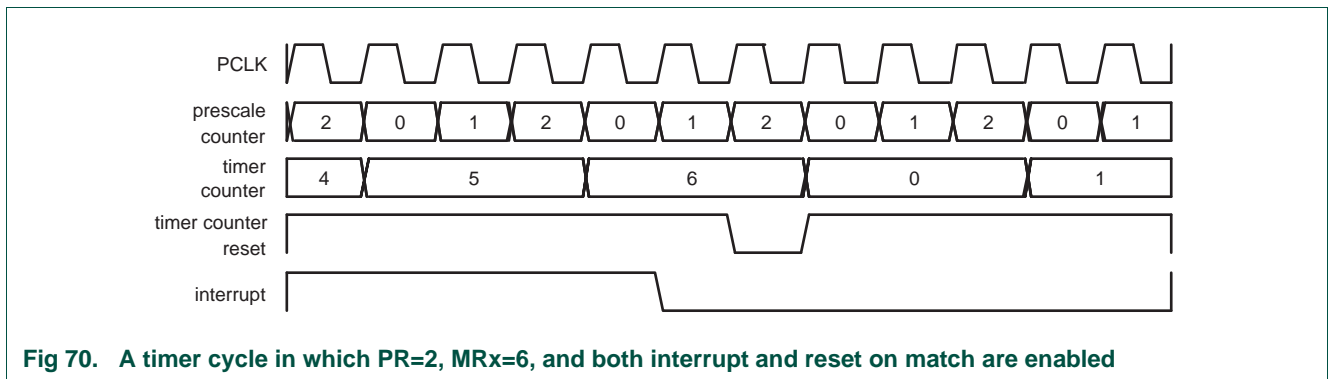 PCLK
prescale
counter
2 0 1 2 0 1 2 0 1 2 0 1
timer
counter
4 5 6 0 1
timer counter
reset
interrupt
Fig 70. A timer cycle in which PR=2, MRx=6, and both interrupt and reset on match are enabled